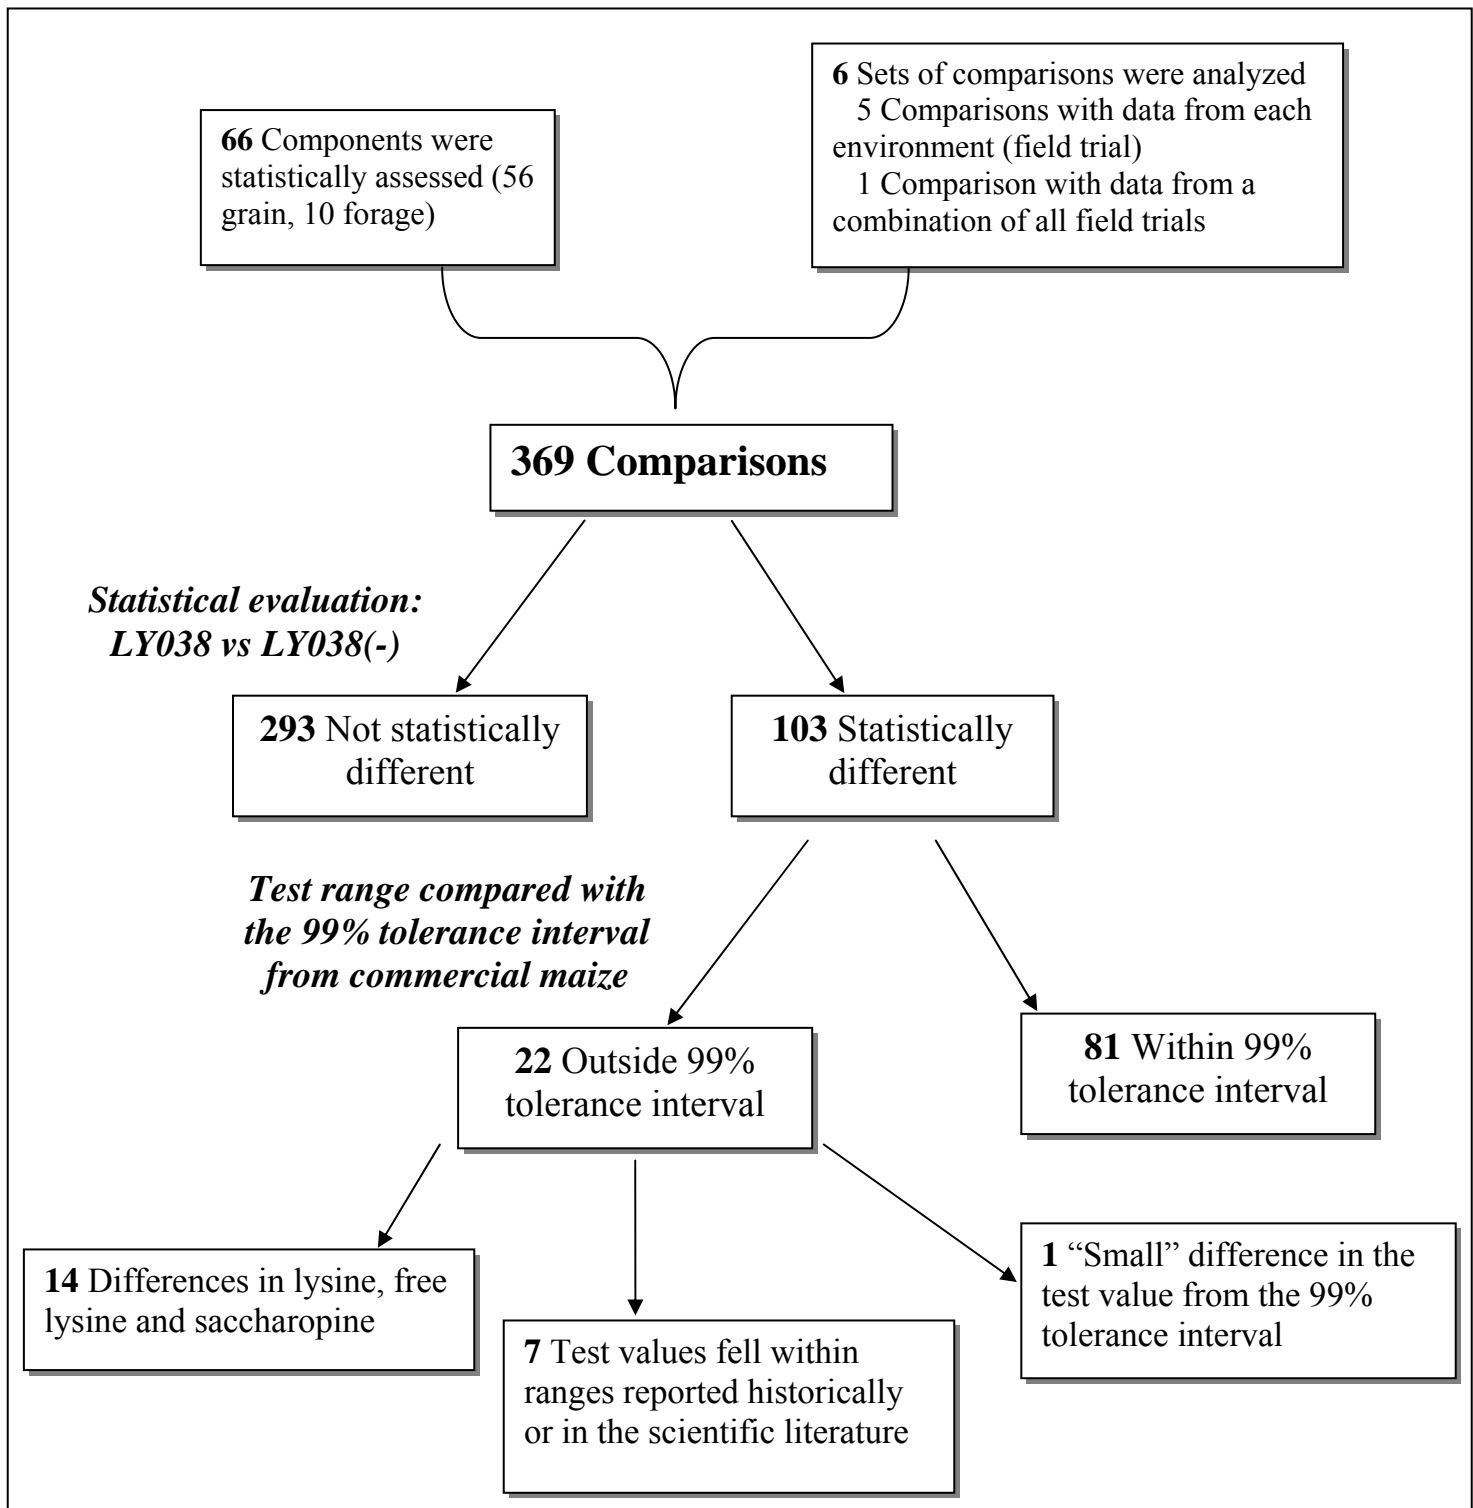 66 Components were
statistically assessed (56
grain, 10 forage)
6 Sets of comparisons were analyzed
5 Comparisons with data from each
environment (field trial)
1 Comparison with data from a
combination of all field trials
369 Comparisons
Statistical evaluation:
LY038 vs LY038(-)
293 Not statistically
different
103 Statistically
different
Test range compared with
the 99% tolerance interval
from commercial maize
22 Outside 99%
tolerance interval
81 Within 99%
tolerance interval
14 Differences in lysine, free
lysine and saccharopine
7 Test values fell within
ranges reported historically
or in the scientific literature
1 “Small” difference in the
test value from the 99%
tolerance interval